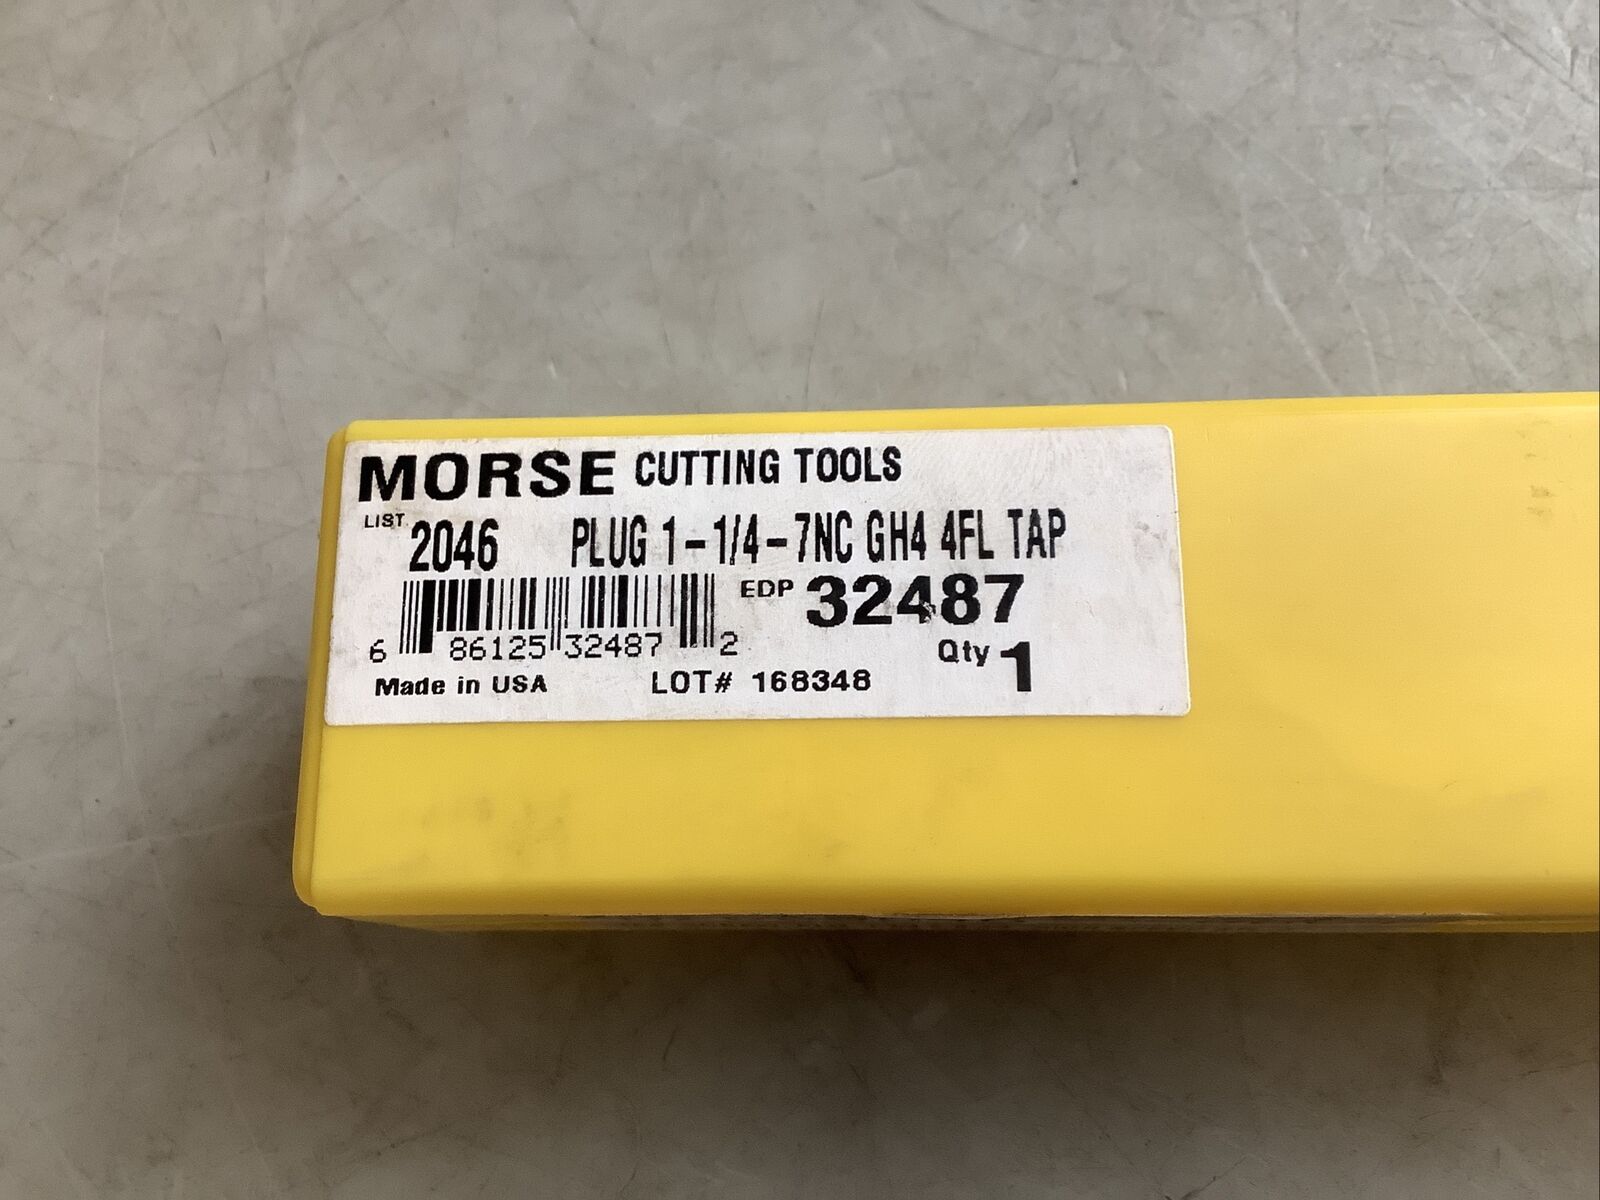 MORSE CUTTING TOOLS
LIST 2046 PLUG 1-1/4-7NC GH4 4FL TAP
EDP 32487
6 86125 32487 2
Qty 1
Made in USA LOT# 168348